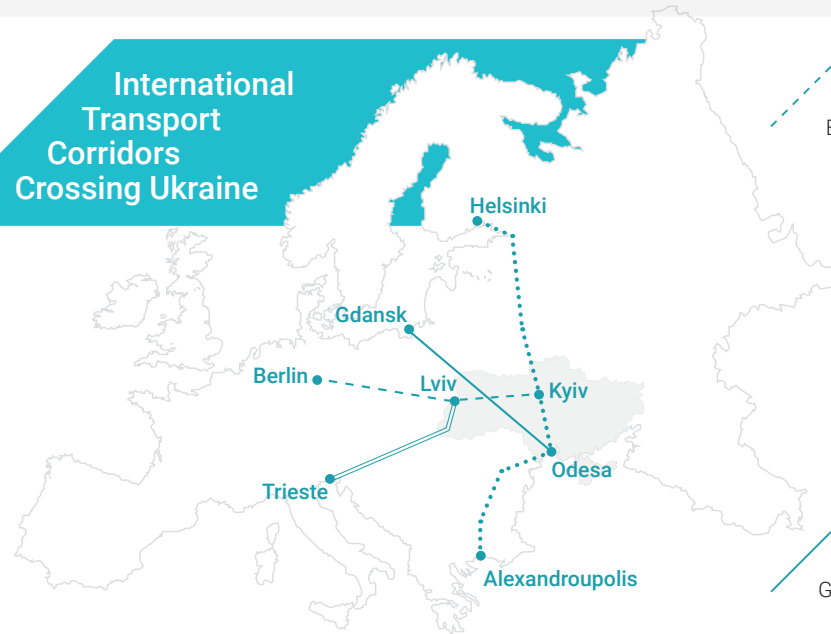 International
Transport
Corridors
Crossing Ukraine
Helsinki
Gdansk
Berlin
Lviv
Kyiv
Odesa
Trieste
Alexandroupolis